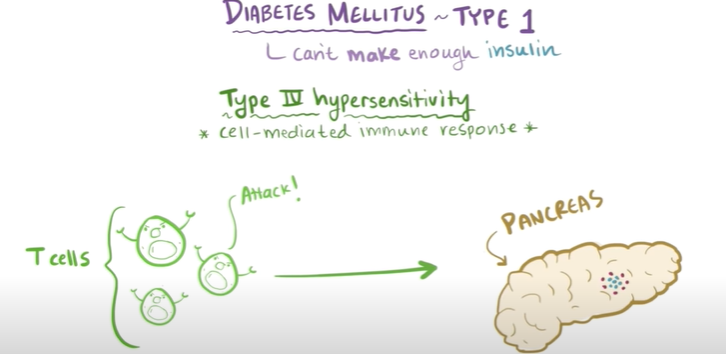 DIABETES MELLITUS ~ TYPE 1
can't make enough insulin
Type IV hypersensitivity
* cell-mediated immune response *
Attack!
T cells
PANCREAS